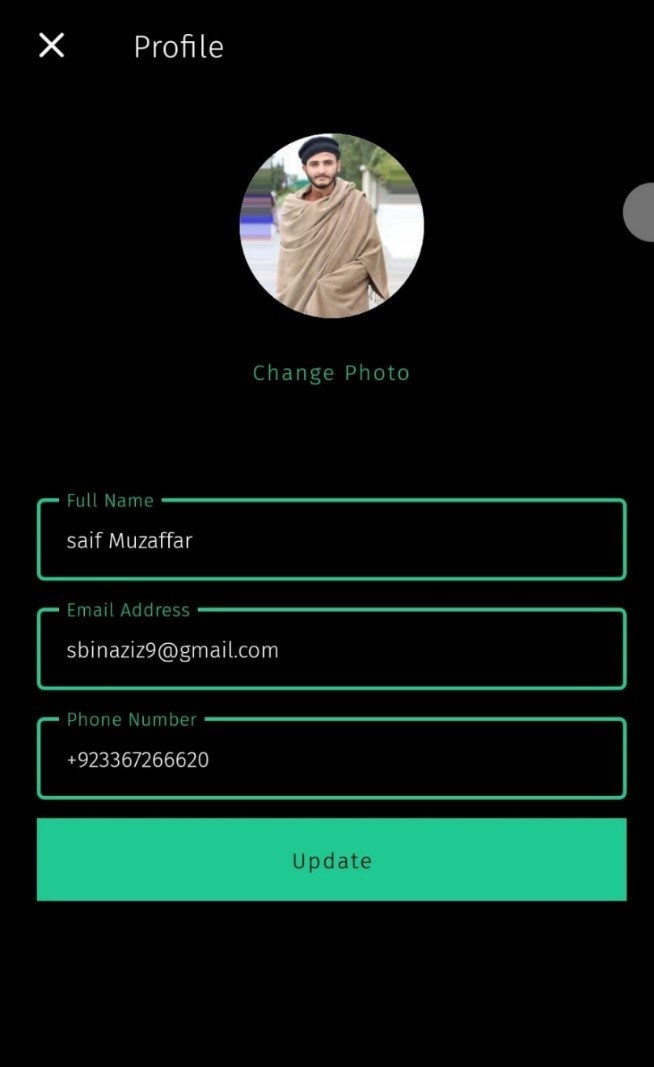 Profile
Change Photo
Full Name
saif Muzaffar
Email Address
sbinaziz9@gmail.com
Phone Number
+923367266620
Update